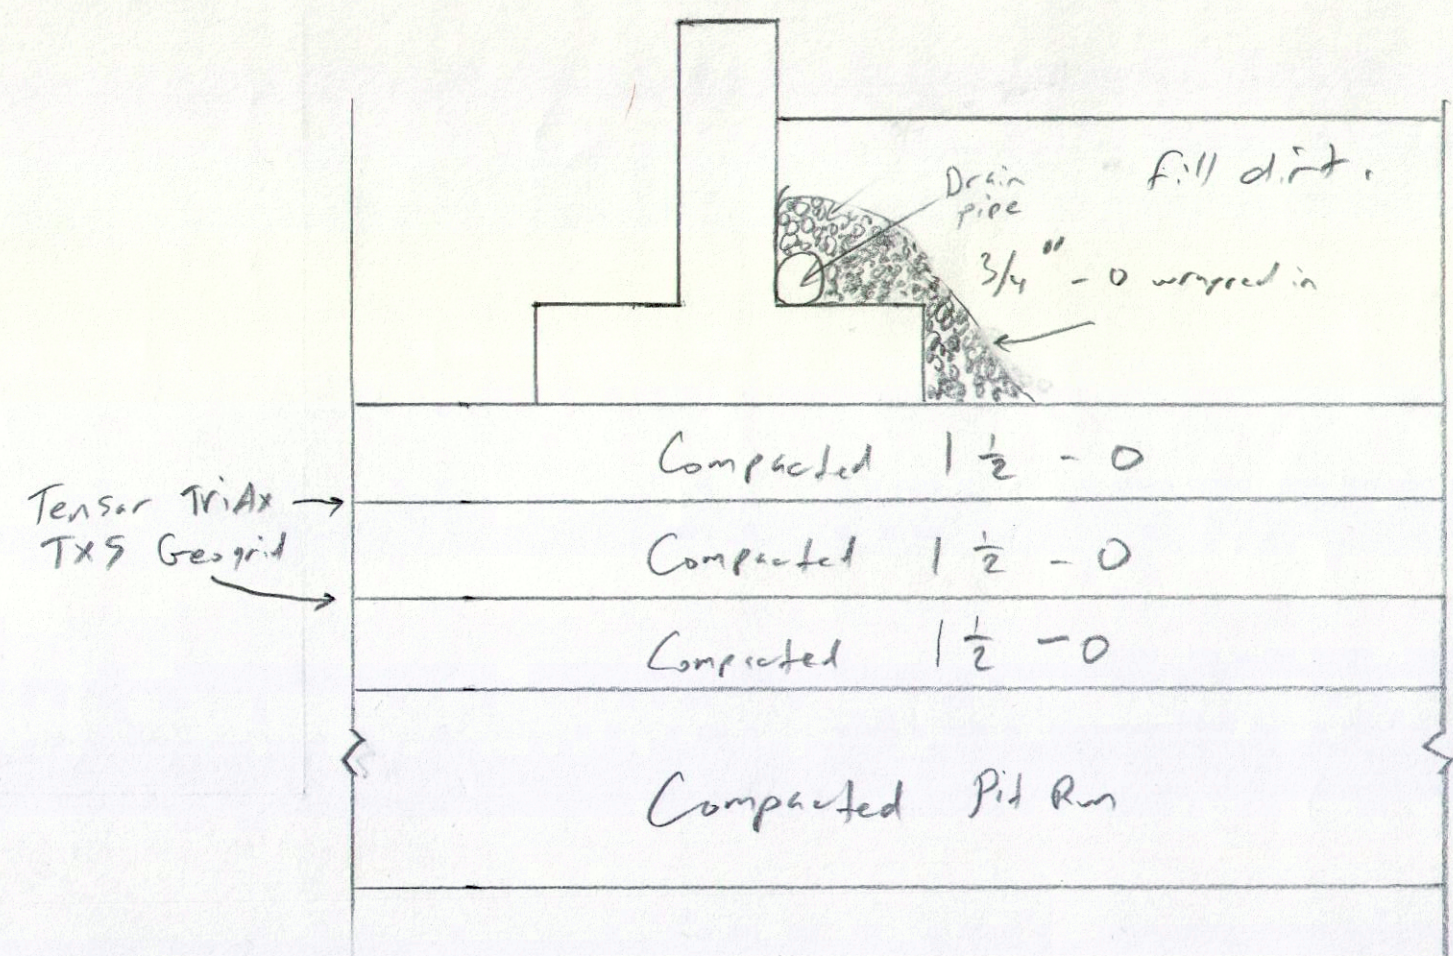 fill dirt.
Drain
pipe
3/4" - 0 wrapped in
Compacted 1 1/2 - 0
Tensar TriAx
TX5 Geogrid
Compacted 1 1/2 - 0
Compacted 1 1/2 - 0
Compacted Pit Run